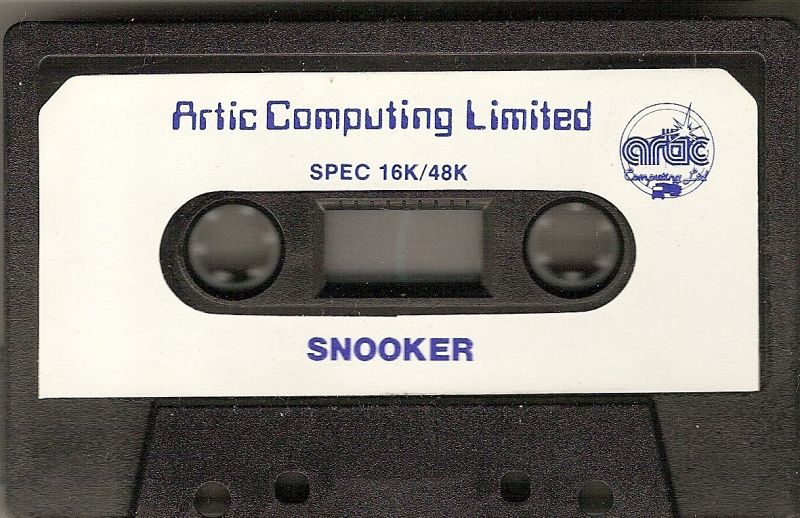 Artic Computing Limited
artic
Computing Ltd
SPEC 16K/48K
SNOOKER